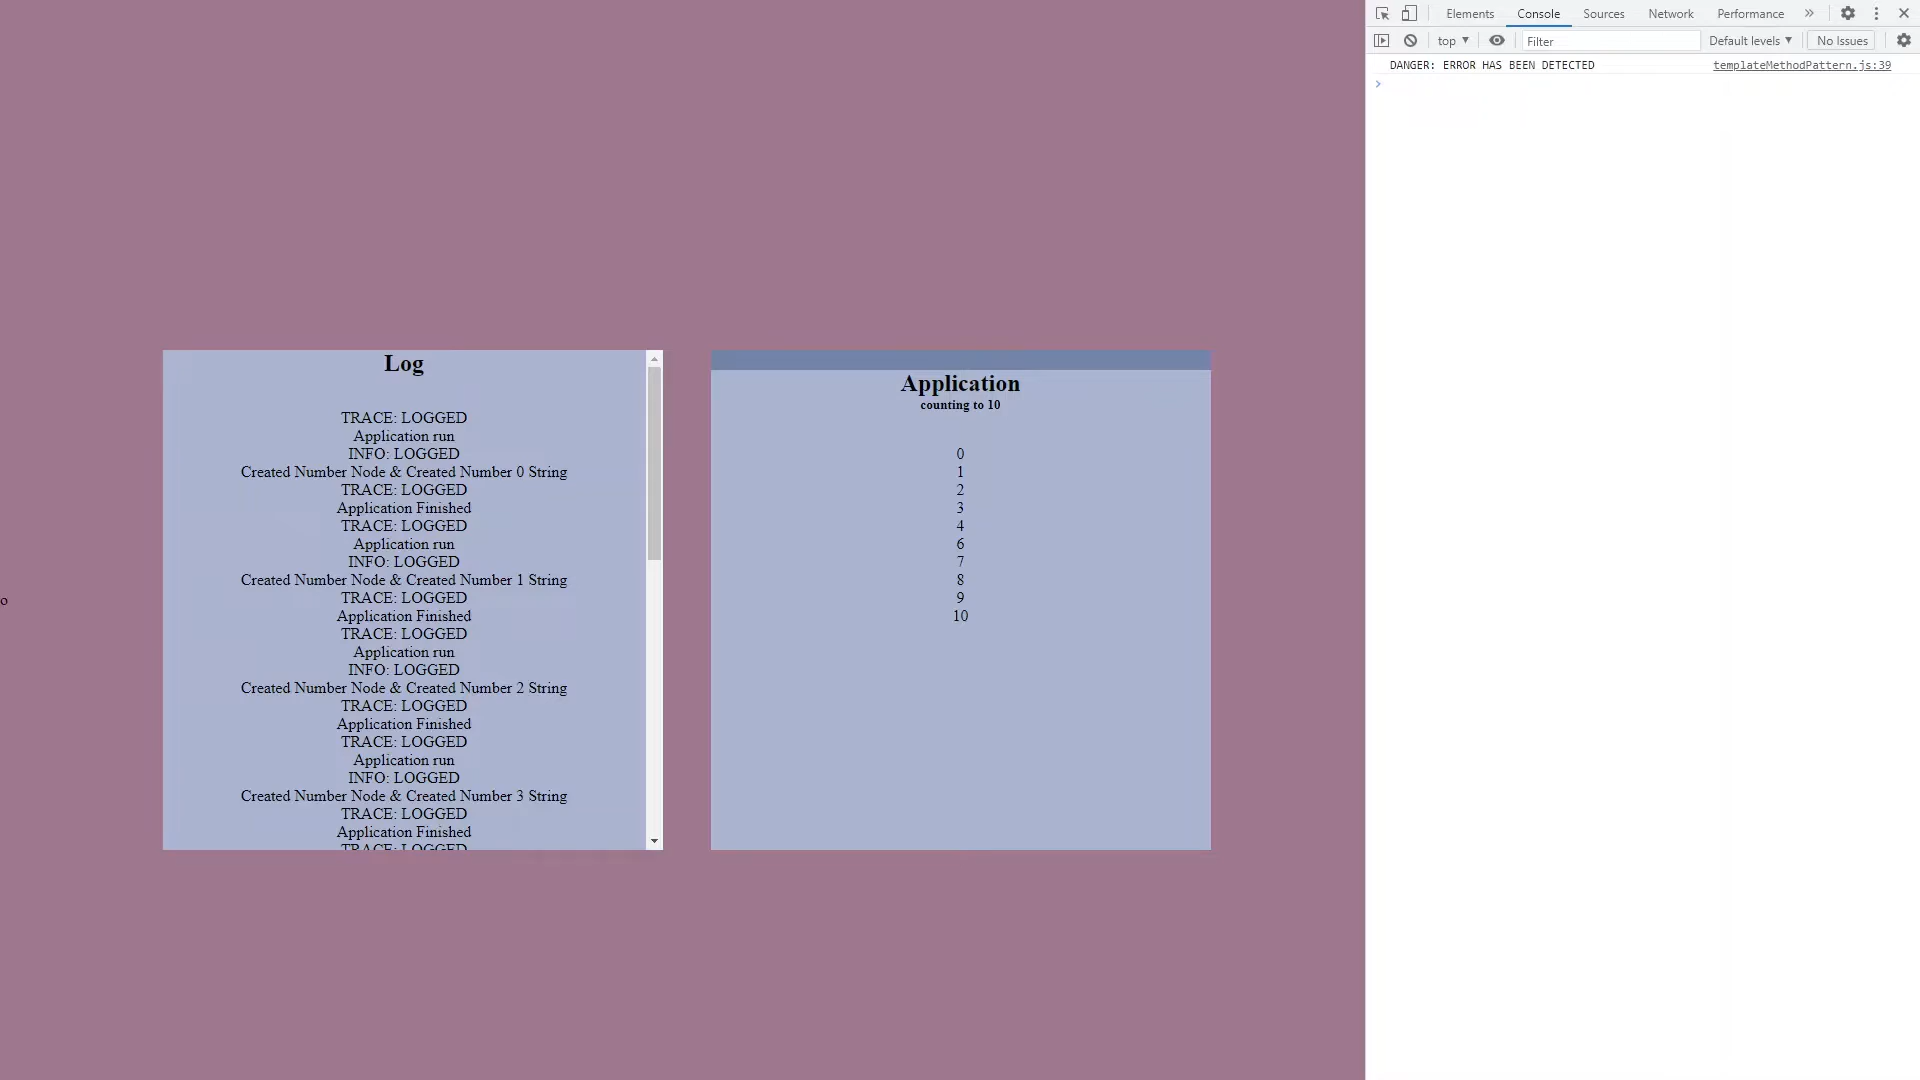 Elements
Console
Sources
Network
Performance
»
top ▼
Filter
Default levels ▼
No Issues
DANGER: ERROR HAS BEEN DETECTED
templateMethodPattern.js:39
>
Log
TRACE: LOGGED
Application run
INFO: LOGGED
Created Number Node & Created Number 0 String
TRACE: LOGGED
Application Finished
TRACE: LOGGED
Application run
INFO: LOGGED
Created Number Node & Created Number 1 String
TRACE: LOGGED
Application Finished
TRACE: LOGGED
Application run
INFO: LOGGED
Created Number Node & Created Number 2 String
TRACE: LOGGED
Application Finished
TRACE: LOGGED
Application run
INFO: LOGGED
Created Number Node & Created Number 3 String
TRACE: LOGGED
Application Finished
TRACE: LOGGED
Application
counting to 10
0
1
2
3
4
6
7
8
9
10
o